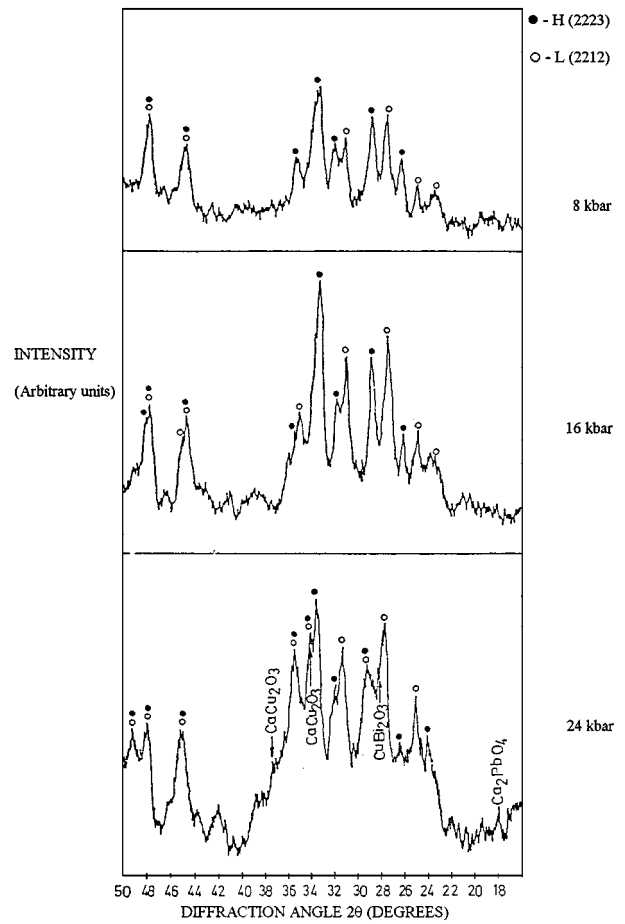 ● - H (2223)
○ - L (2212)
8 kbar
INTENSITY
(Arbitrary units)
16 kbar
CaCu2O3
CaCu2O3
CuBi2O3
Ca2PbO4
24 kbar
50 48 46 44 42 40 38 36 34 32 30 28 26 24 22 20 18
DIFFRACTION ANGLE 2θ (DEGREES)